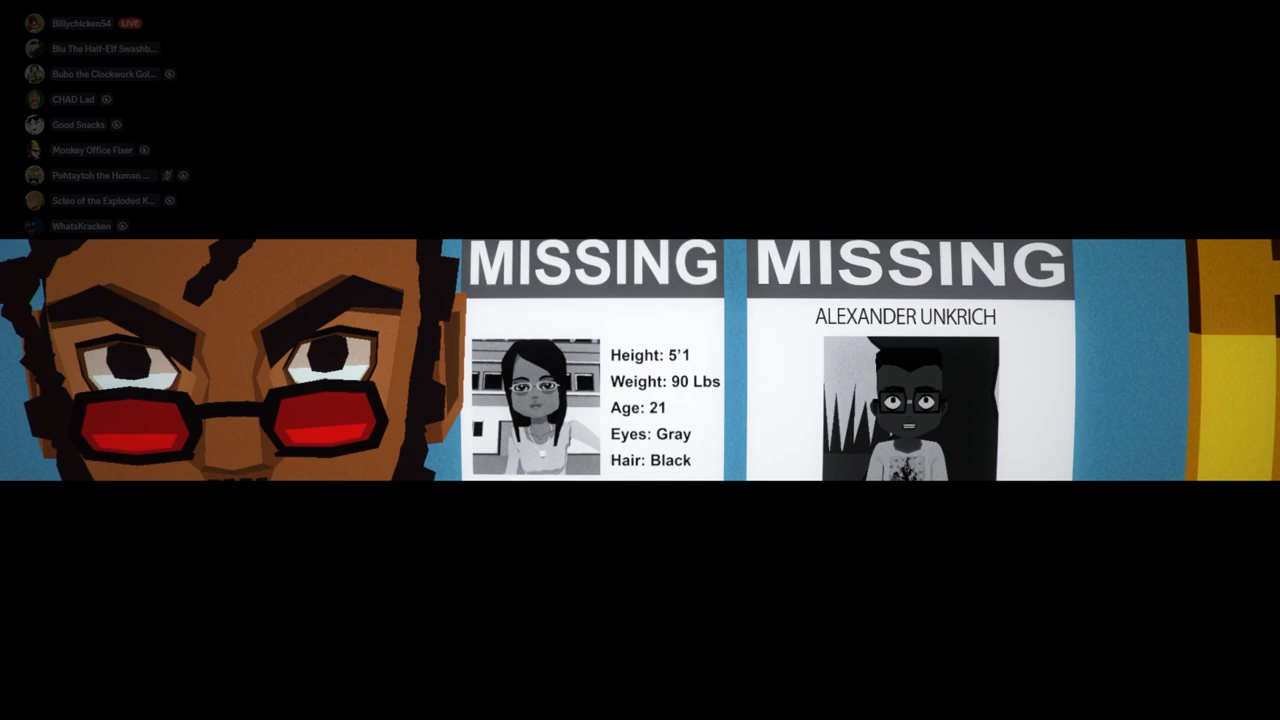 Billychicken54 LIVE
Blu The Half-Elf Swashb...
Bubo the Clockwork Gol...
CHAD Lad
Good Snacks
Monkey Office Fixer
Pohtaytoh the Human ...
Scleo of the Exploded K...
WhatsKracken
MISSING
Height: 5'1
Weight: 90 Lbs
Age: 21
Eyes: Gray
Hair: Black
MISSING
ALEXANDER UNKRICH